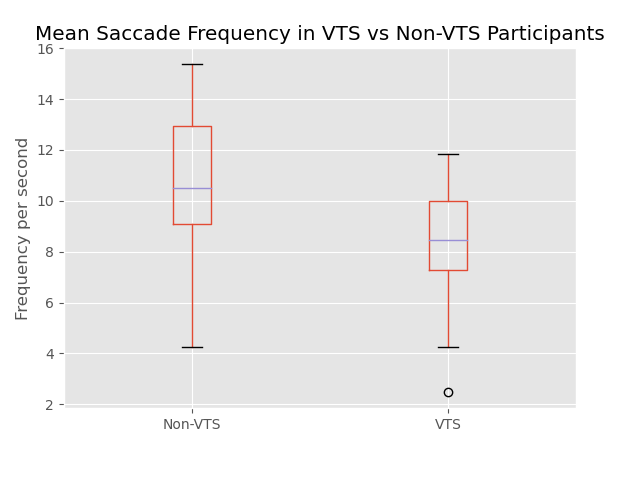 Mean Saccade Frequency in VTS vs Non-VTS Participants
Frequency per second
16
14
12
10
8
6
4
2
Non-VTS
VTS